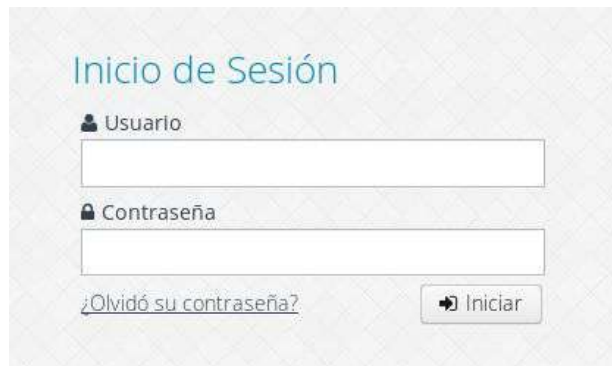 Inicio de Sesión
Usuario
Contraseña
¿Olvidó su contraseña?
Iniciar